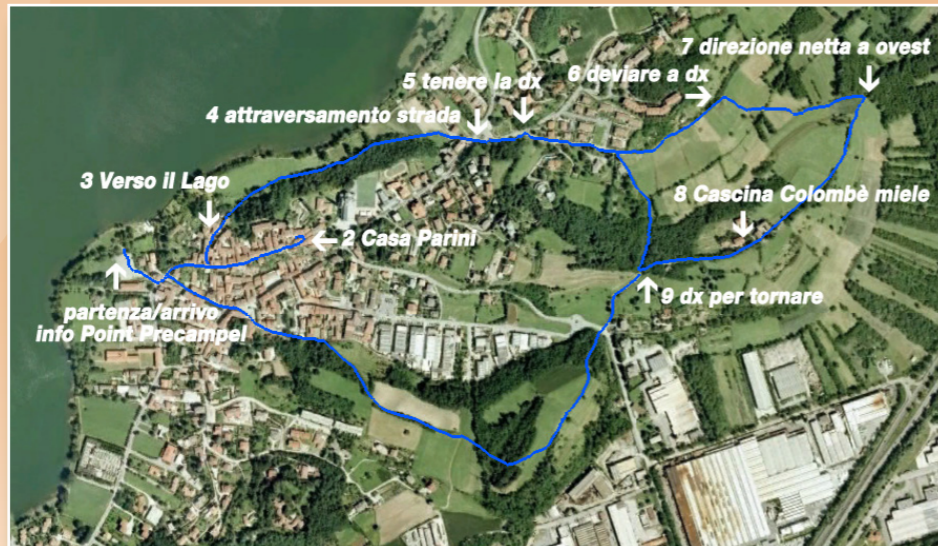 7 direzione netta a ovest
6 deviare a dx
5 tenere la dx
4 attraversamento strada
3 Verso il Lago
8 Cascina Colombè miele
2 Casa Parini
9 dx per tornare
partenza/arrivo
info Point Precampel